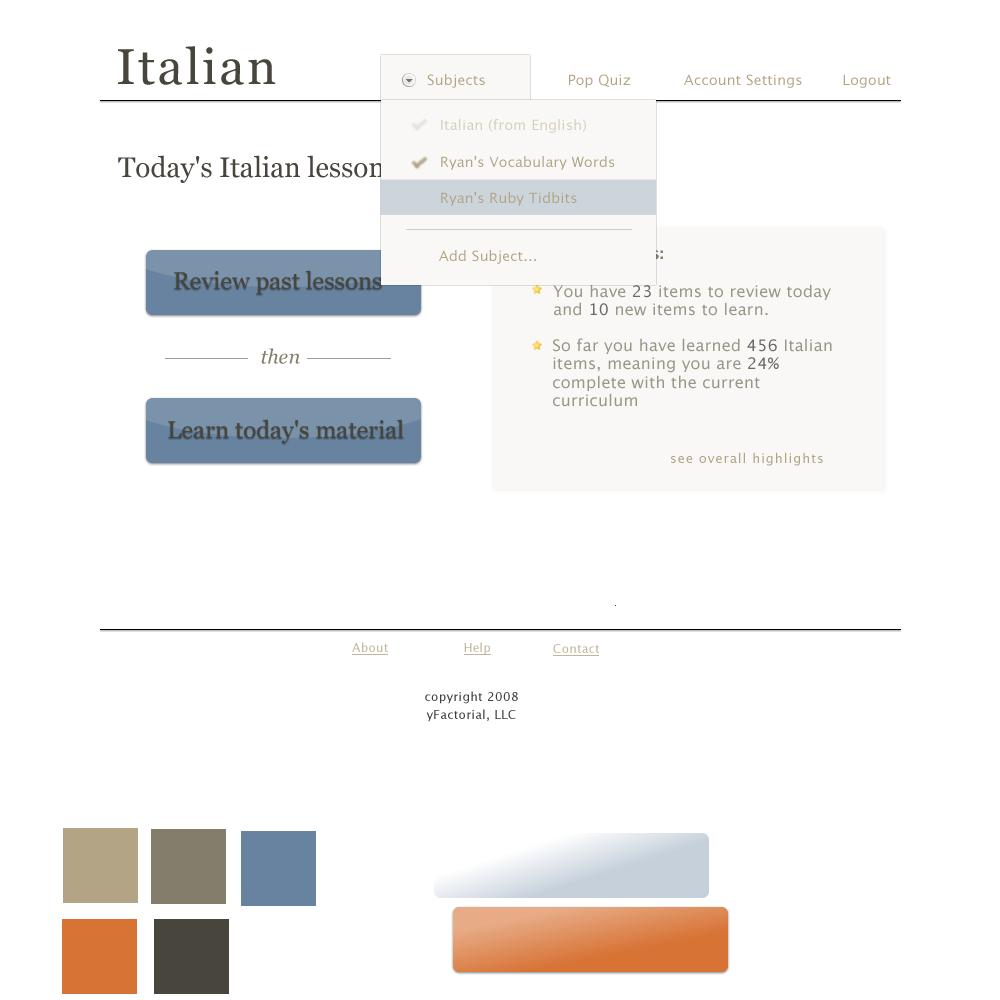 Italian
Subjects
Pop Quiz
Account Settings
Logout
Italian (from English)
Ryan's Vocabulary Words
Ryan's Ruby Tidbits
Add Subject...
Today's Italian lesson
Review past lessons
then
Learn today's material
You have 23 items to review today
and 10 new items to learn.
So far you have learned 456 Italian
items, meaning you are 24%
complete with the current
curriculum
see overall highlights
About
Help
Contact
copyright 2008
yFactorial, LLC